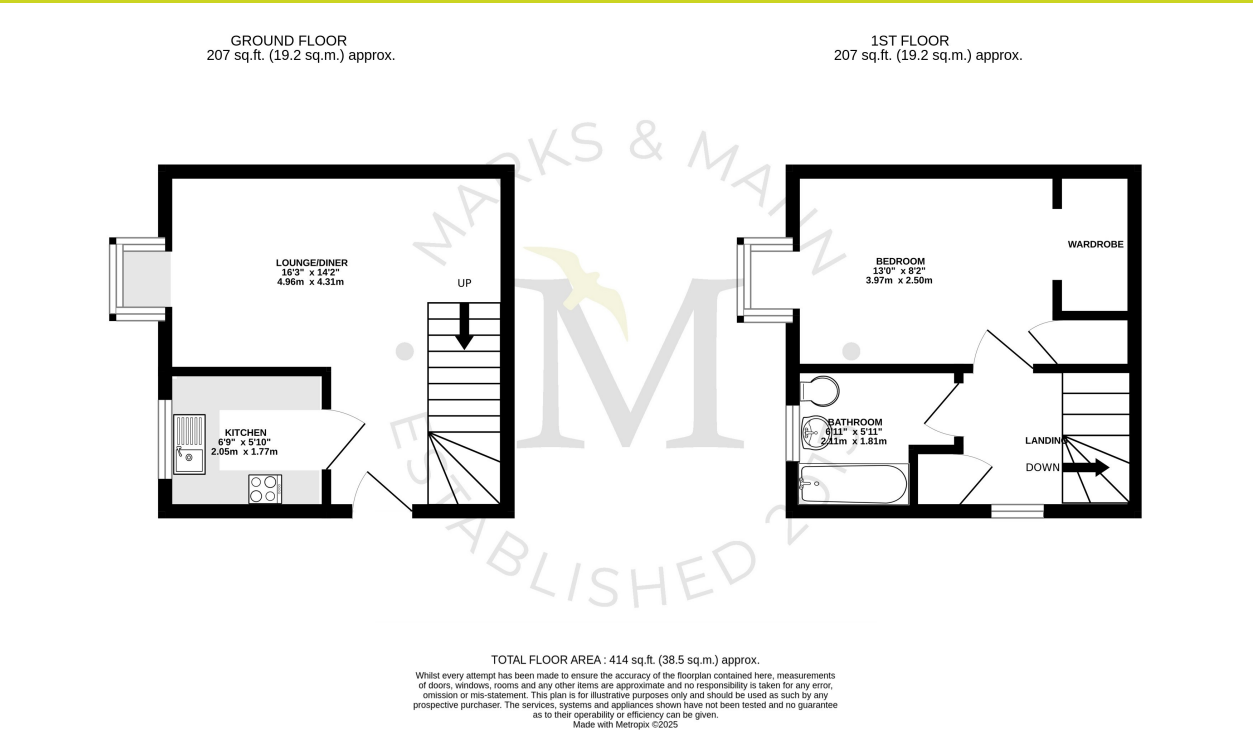 GROUND FLOOR
207 sq.ft. (19.2 sq.m.) approx.
1ST FLOOR
207 sq.ft. (19.2 sq.m.) approx.
MARKS & MANN
M
ESTABLISHED 2013
LOUNGE/DINER
16'3" x 14'2"
4.96m x 4.31m
UP
KITCHEN
6'9" x 5'10"
2.05m x 1.77m
BEDROOM
13'0" x 8'2"
3.97m x 2.50m
WARDROBE
BATHROOM
6'11" x 5'11"
2.11m x 1.81m
LANDING
DOWN
TOTAL FLOOR AREA : 414 sq.ft. (38.5 sq.m.) approx.
Whilst every attempt has been made to ensure the accuracy of the floorplan contained here, measurements
of doors, windows, rooms and any other items are approximate and no responsibility is taken for any error,
omission or mis-statement. This plan is for illustrative purposes only and should be used as such by any
prospective purchaser. The services, systems and appliances shown have not been tested and no guarantee
as to their operability or efficiency can be given.
Made with Metropix ©2025